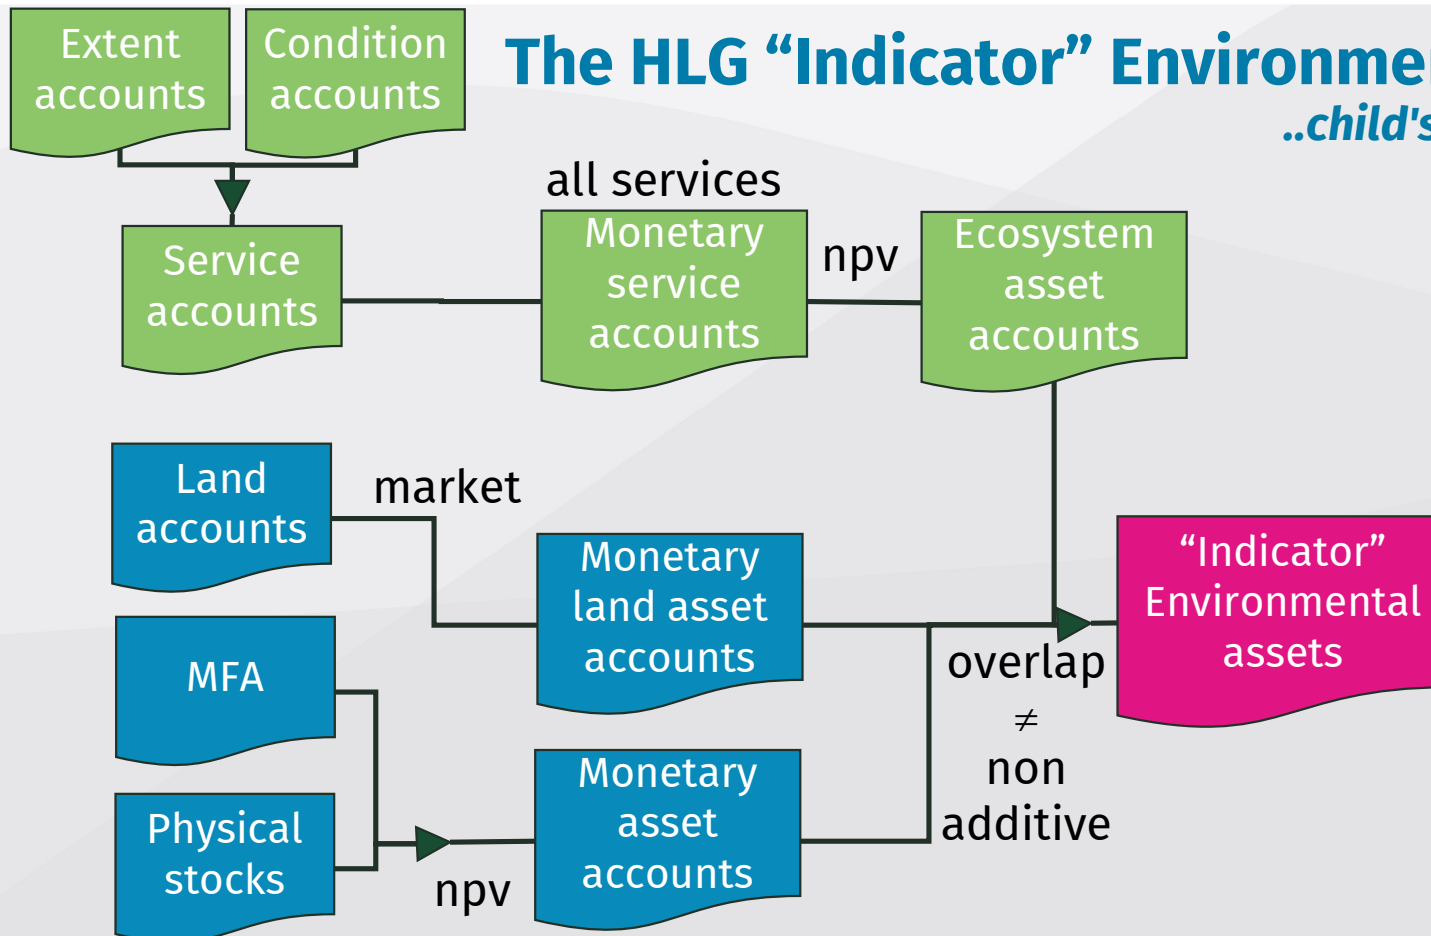 Extent
accounts
Condition
accounts
The HLG “Indicator” Environme
..child's
all services
Service
accounts
Monetary
service
accounts
npv
Ecosystem
asset
accounts
Land
accounts
market
Monetary
land asset
accounts
“Indicator”
Environmental
assets
MFA
overlap
≠
non
additive
Physical
stocks
npv
Monetary
asset
accounts